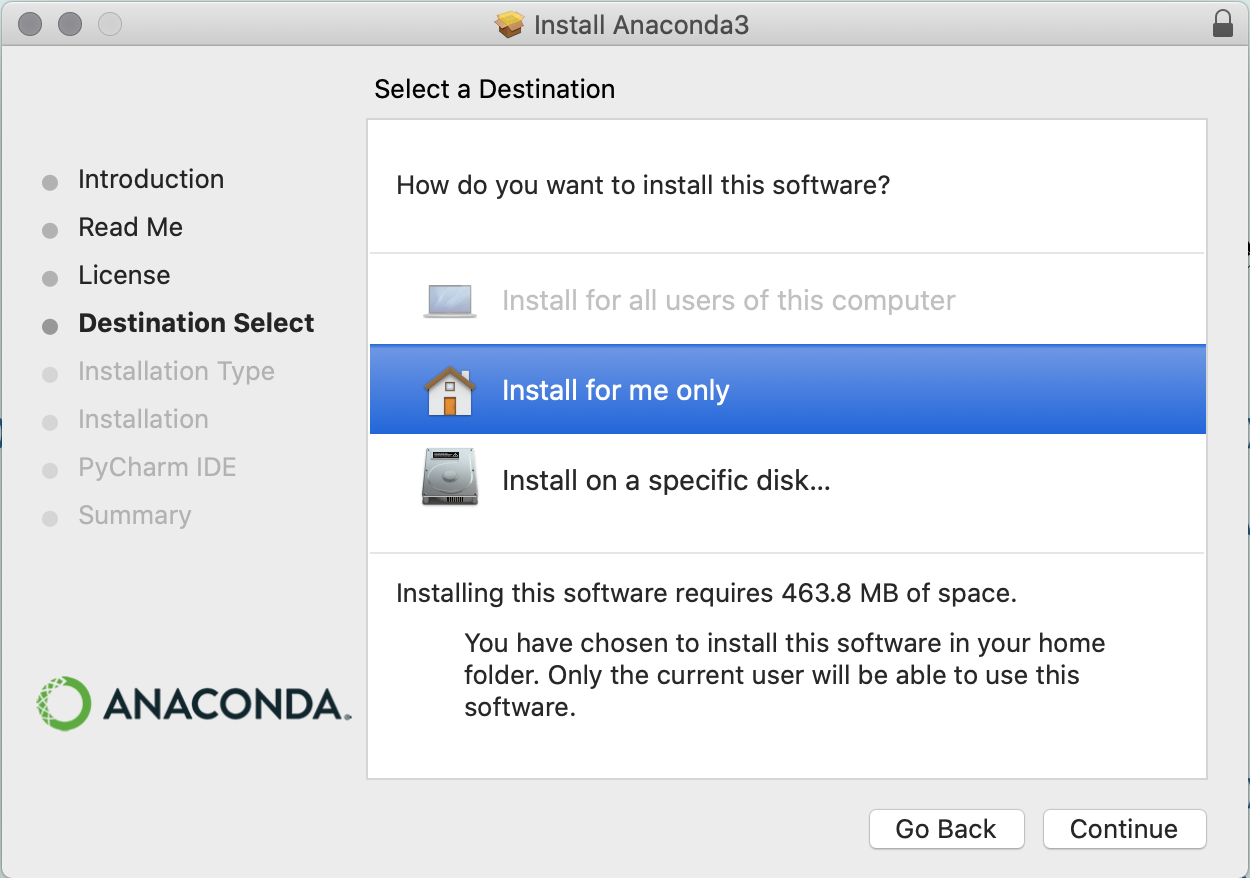 Install Anaconda3
Select a Destination
Introduction
Read Me
License
Destination Select
Installation Type
Installation
PyCharm IDE
Summary
ANACONDA.
How do you want to install this software?
Install for all users of this computer
Install for me only
Install on a specific disk...
Installing this software requires 463.8 MB of space.
You have chosen to install this software in your home
folder. Only the current user will be able to use this
software.
Go Back
Continue